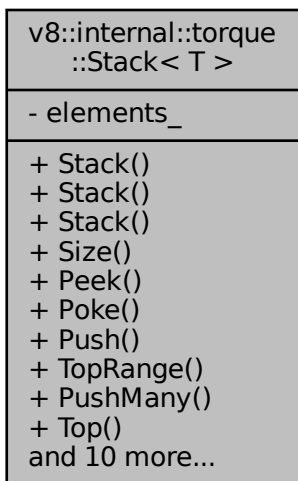 v8::internal::torque
::Stack< T >
- elements_
+ Stack()
+ Stack()
+ Stack()
+ Size()
+ Peek()
+ Poke()
+ Push()
+ TopRange()
+ PushMany()
+ Top()
and 10 more...